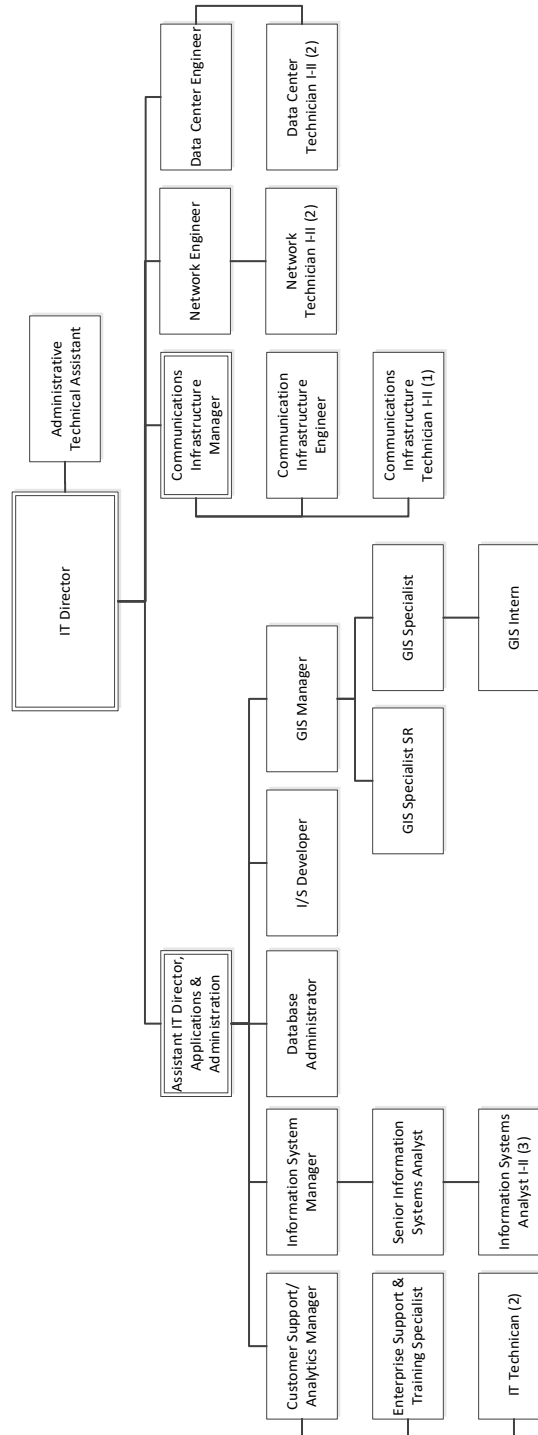 IT Director
Administrative
Technical Assistant
Assistant IT Director,
Applications &
Administration
Communications
Infrastructure
Manager
Network Engineer
Data Center Engineer
Customer Support/
Analytics Manager
Information System
Manager
Database
Administrator
I/S Developer
GIS Manager
Communication
Infrastructure
Engineer
Network
Technician I-II (2)
Data Center
Technician I-II (2)
Enterprise Support &
Training Specialist
Senior Information
Systems Analyst
GIS Specialist SR
GIS Specialist
Communications
Infrastructure
Technician I-II (1)
IT Technican (2)
Information Systems
Analyst I-II (3)
GIS Intern